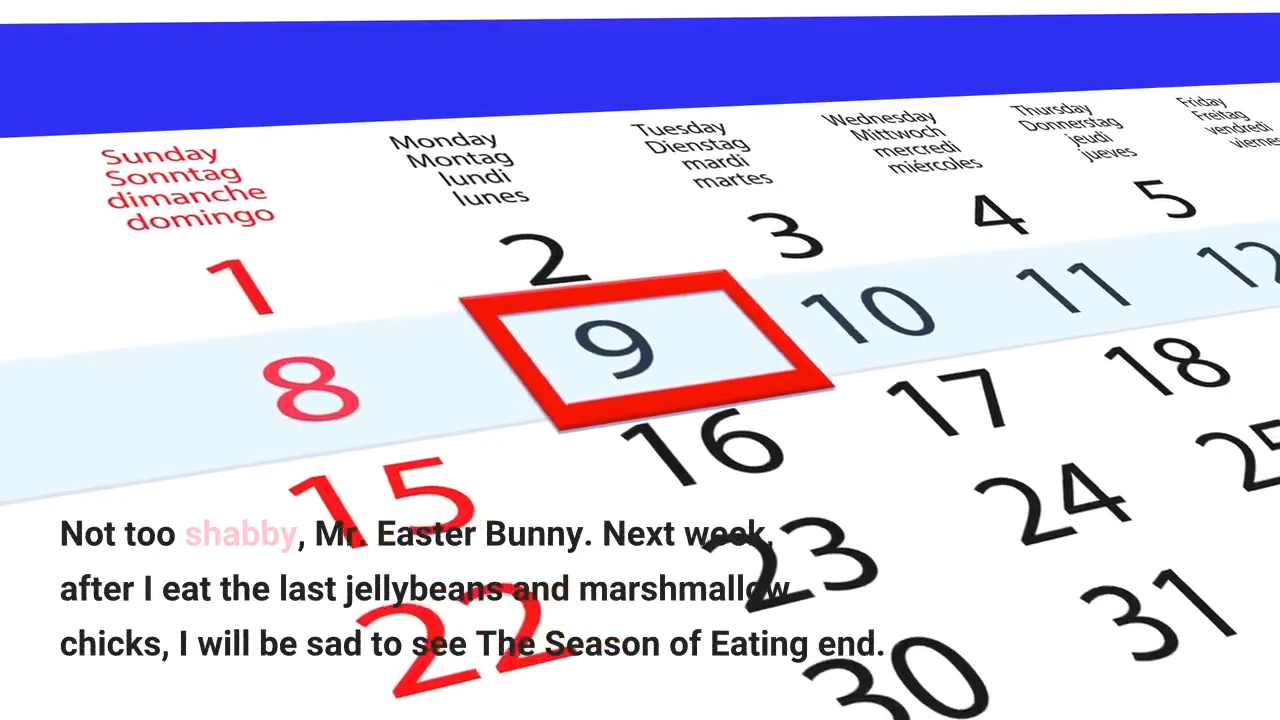 Sunday Monday Tuesday Wednesday Thursday Friday
Sonntag Montag Dienstag Mittwoch Donnerstag Freitag
dimanche lundi mardi mercredi jeudi vendredi
domingo lunes martes miércoles jueves viernes
1 2 3 4 5
8 9 10 11 12
15 16 17 18
22 23 24 25
30 31
Not too shabby, Mr. Easter Bunny. Next week,
after I eat the last jellybeans and marshmallow
chicks, I will be sad to see The Season of Eating end.